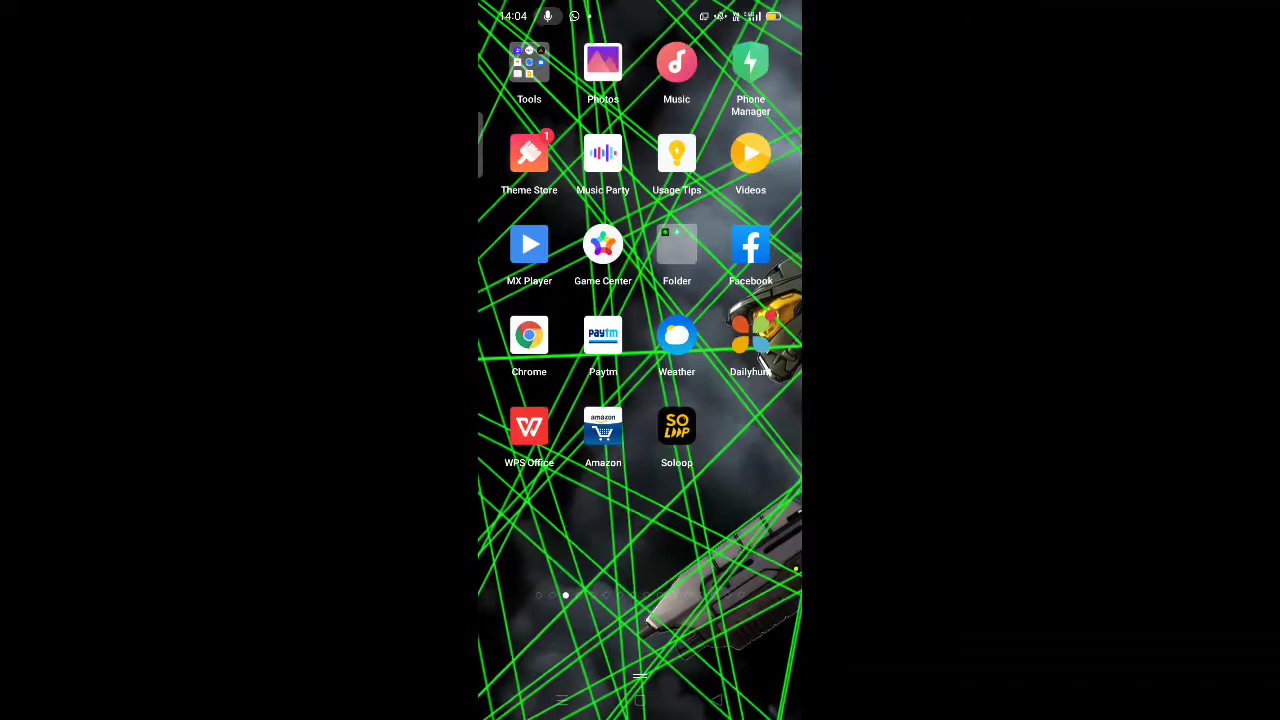 14:04
Tools Photos Music Phone Manager
1
Theme Store Music Party Usage Tips Videos
MX Player Game Center Folder Facebook
paytm
Chrome Paytm Weather Dailyhunt
amazon SO LOOP
WPS Office Amazon Soloop